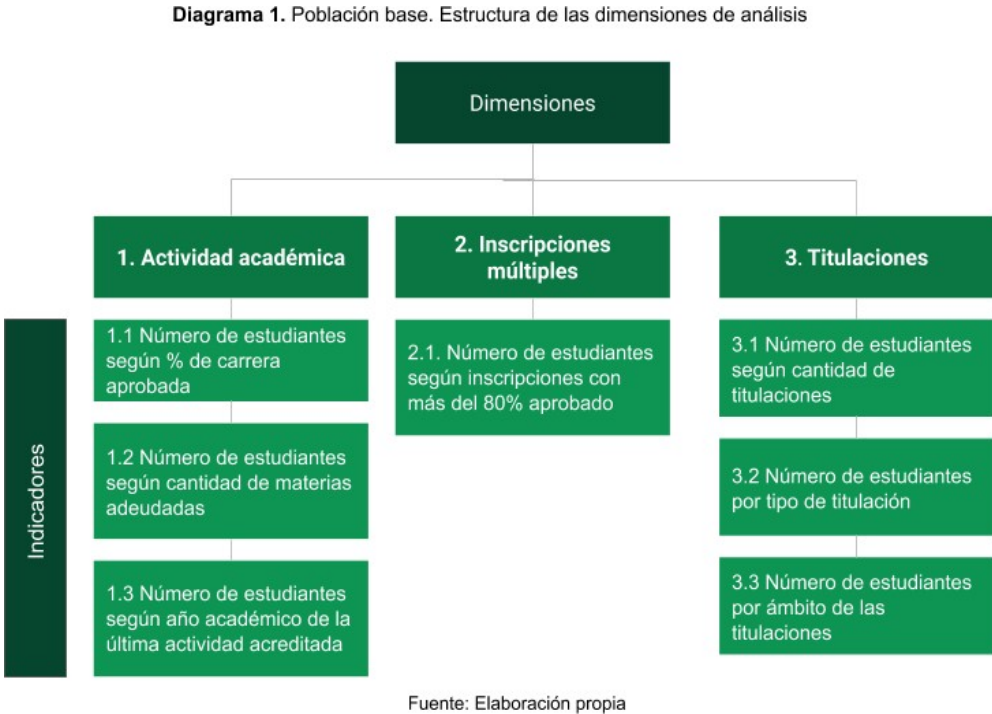 Diagrama 1. Población base. Estructura de las dimensiones de análisis
Dimensiones
1. Actividad académica
2. Inscripciones
múltiples
3. Titulaciones
Indicadores
1.1 Número de estudiantes
según % de carrera
aprobada
1.2 Número de estudiantes
según cantidad de materias
adeudadas
1.3 Número de estudiantes
según año académico de la
última actividad acreditada
2.1. Número de estudiantes
según inscripciones con
más del 80% aprobado
3.1 Número de estudiantes
según cantidad de
titulaciones
3.2 Número de estudiantes
por tipo de titulación
3.3 Número de estudiantes
por ámbito de las
titulaciones
Fuente: Elaboración propia